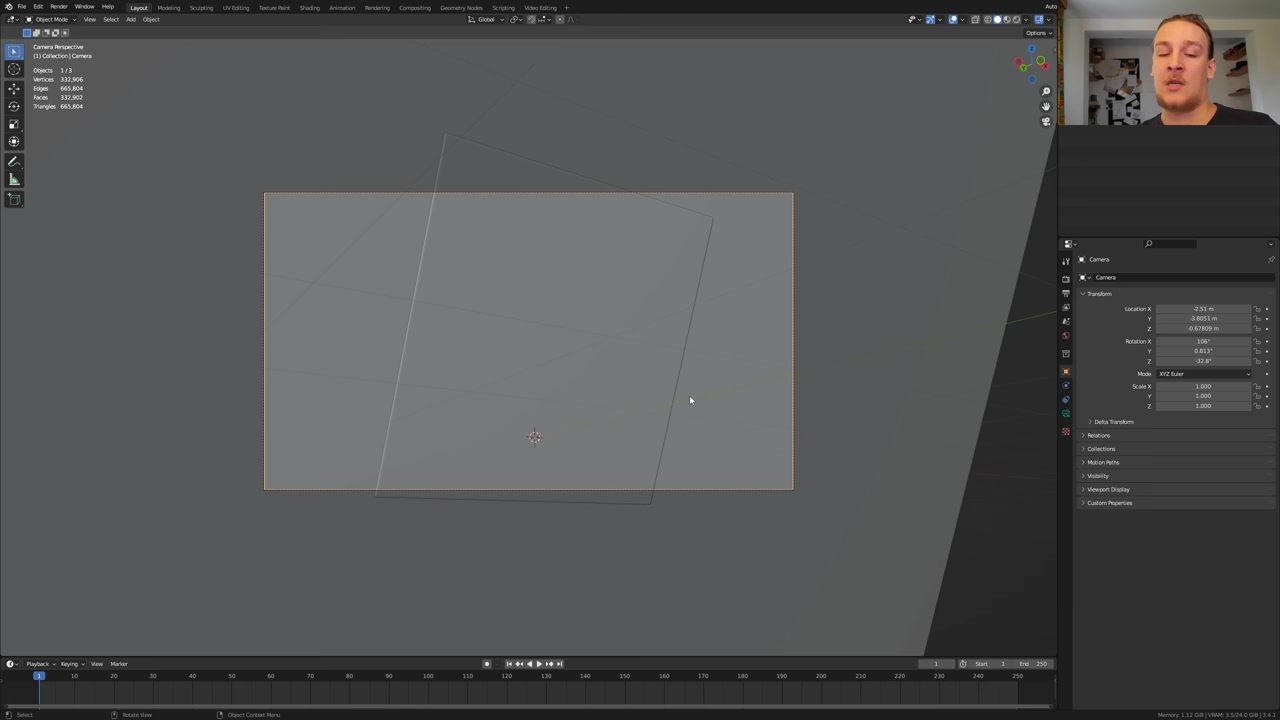 File Edit Render Window Help Layout Modeling Sculpting UV Editing Texture Paint Shading Animation Rendering Compositing Geometry Nodes Scripting Video Editing Auto
Object Mode View Select Add Object Global
Options
Camera Perspective
(1) Collection | Camera
Objects 1 / 3
Vertices 332,906
Edges 665,804
Faces 332,902
Triangles 665,804
Camera
Camera
Transform
Location X -2.51 m
Y -3.8051 m
Z -0.67809 m
Rotation X 106°
Y 0.813°
Z -32.8°
Mode XYZ Euler
Scale X 1.000
Y 1.000
Z 1.000
Delta Transform
Relations
Collections
Motion Paths
Visibility
Viewport Display
Custom Properties
Playback Keying View Marker 1 Start 1 End 250
1 10 20 30 40 50 60 70 80 90 100 110 120 130 140 150 160 170 180 190 200 210 220 230 240 250
Select Rotate View Object Context Menu Memory: 1.12 GiB | VRAM: 3.5/24.0 GiB | 3.4.1